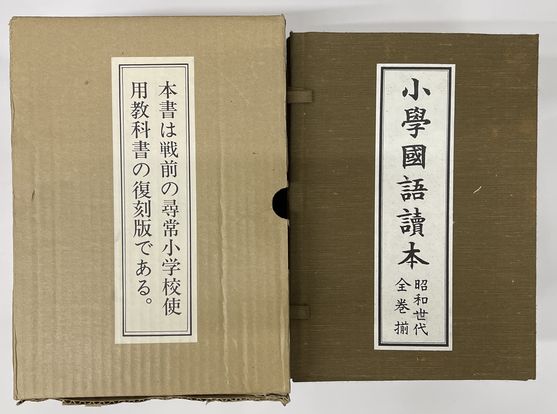 本書は戦前の尋常小学校使
用教科書の復刻版である。
小學國語讀本
昭和世代
全巻揃